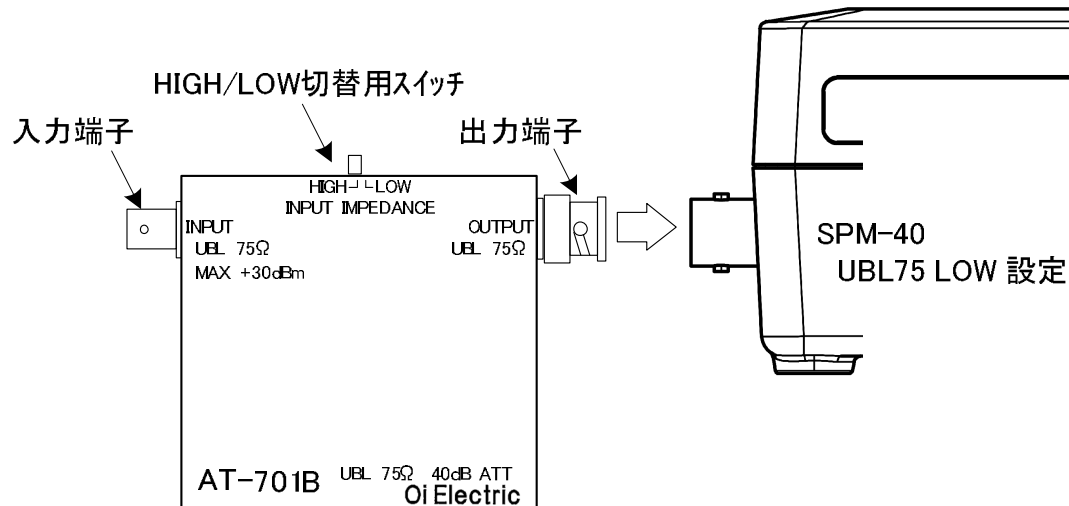 HIGH/LOW切替用スイッチ
入力端子
出力端子
HIGH LOW
INPUT IMPEDANCE
INPUT
UBL 75Ω
MAX +30dBm
OUTPUT
UBL 75Ω
SPM-40
UBL75 LOW 設定
AT-701B UBL 75Ω 40dB ATT
Oi Electric